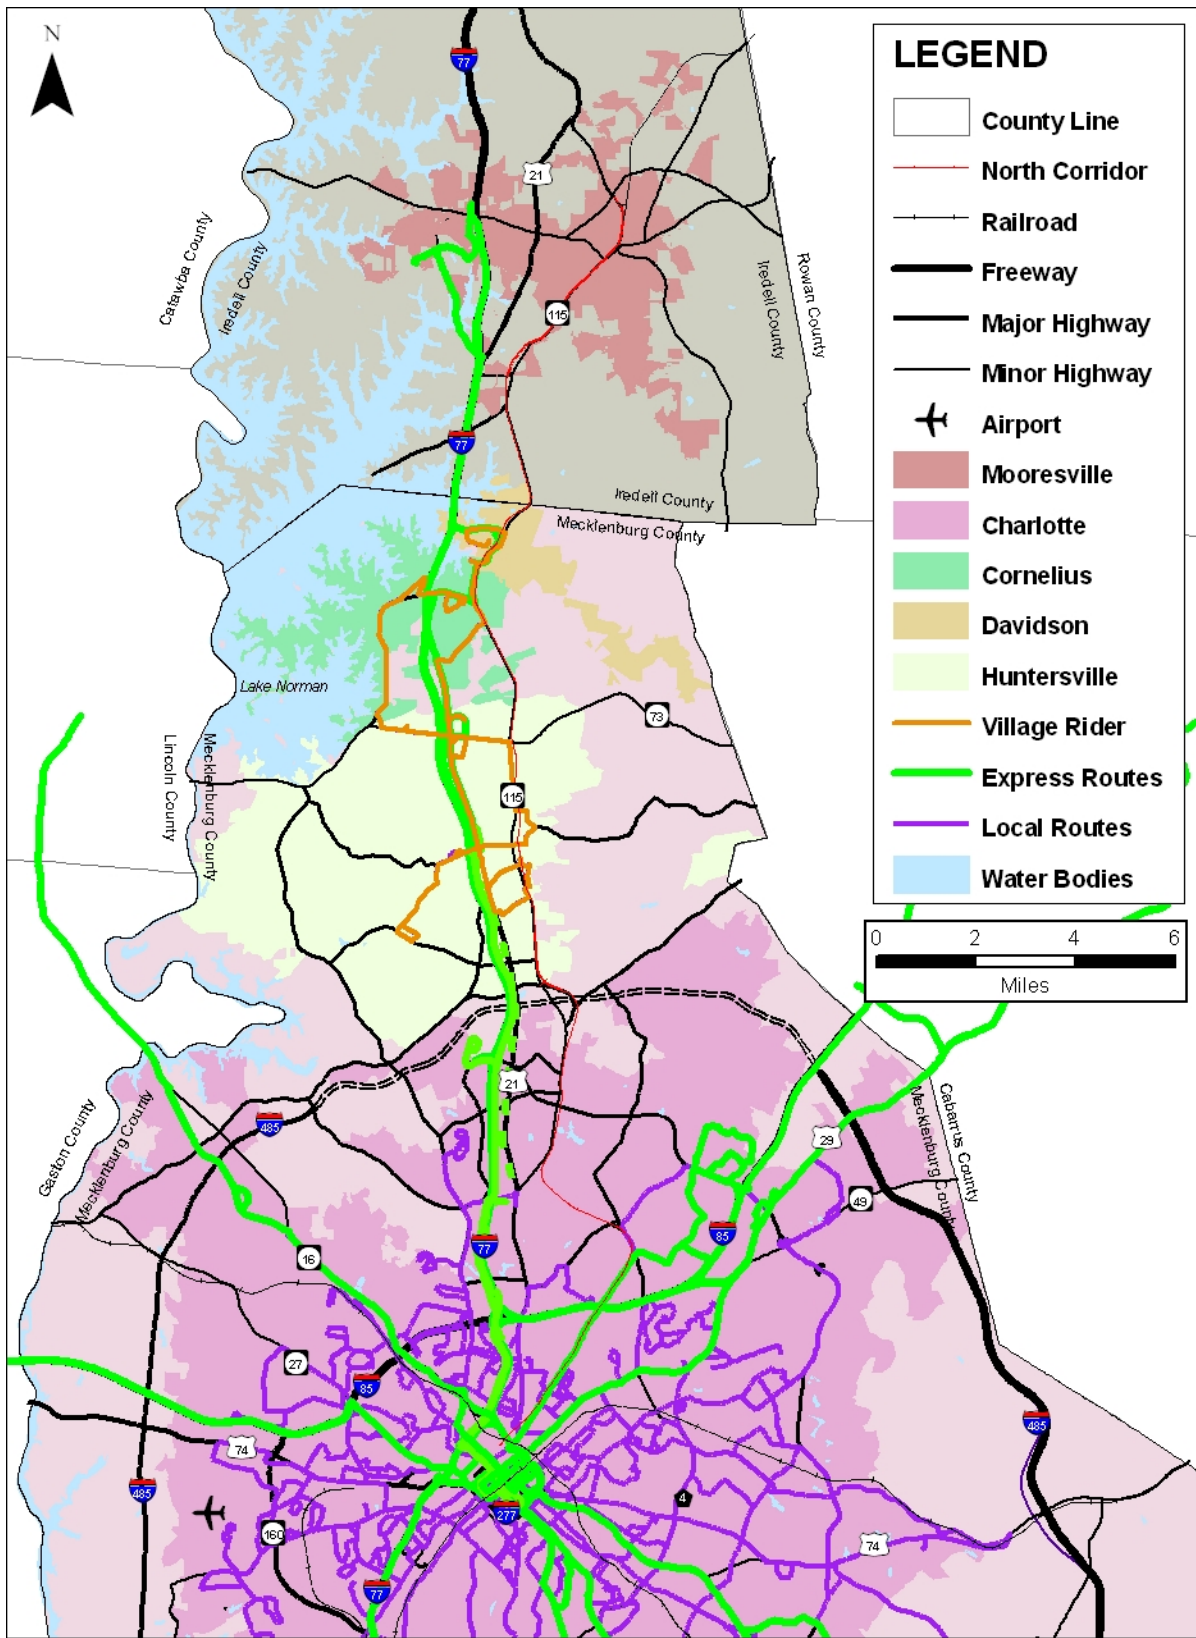 N
LEGEND
County Line
North Corridor
Railroad
Freeway
Major Highway
Minor Highway
Airport
Mooresville
Charlotte
Cornelius
Davidson
Huntersville
Village Rider
Express Routes
Local Routes
Water Bodies
0 2 4 6
Miles
77
21
Catawba County
Iredell County
Rowan County
Iredell County
115
77
Iredell County
Mecklenburg County
Lake Norman
73
Lincoln County
Mecklenburg County
115
21
485
Gaston County
Mecklenburg County
Cabarrus County
Mecklenburg County
29
49
85
77
16
27
85
74
485
485
4
277
160
74
77